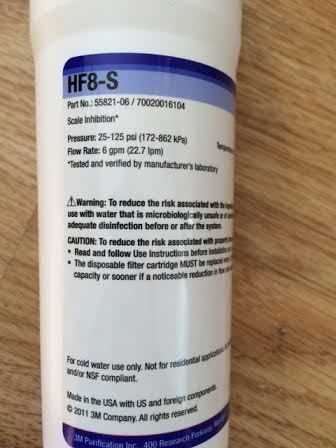 HF8-S
Part No.: 55821-06 / 70020016104
Scale Inhibition*
Pressure: 25-125 psi (172-862 kPa)
Flow Rate: 6 gpm (22.7 lpm)
*Tested and verified by manufacturer's laboratory
⚠Warning: To reduce the risk associated with the
use with water that is microbiologically unsafe or of
adequate disinfection before or after the system.
CAUTION: To reduce the risk associated with property
• Read and follow Use Instructions before installation
• The disposable filter cartridge MUST be replaced every
capacity or sooner if a noticeable reduction in flow
For cold water use only. Not for residential applications.
and/or NSF compliant.
Made in the USA with US and foreign components.
© 2011 3M Company. All rights reserved.
3M Purification Inc., 400 Research Parkway,